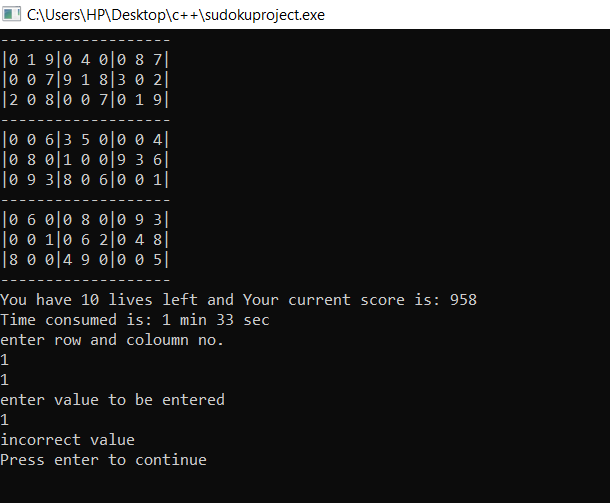 C:\Users\HP\Desktop\c++\sudokuproject.exe
-------------------
|0 1 9|0 4 0|0 8 7|
|0 0 7|9 1 8|3 0 2|
|2 0 8|0 0 7|0 1 9|
-------------------
|0 0 6|3 5 0|0 0 4|
|0 8 0|1 0 0|9 3 6|
|0 9 3|8 0 6|0 0 1|
-------------------
|0 6 0|0 8 0|0 9 3|
|0 0 1|0 6 2|0 4 8|
|8 0 0|4 9 0|0 0 5|
-------------------
You have 10 lives left and Your current score is: 958
Time consumed is: 1 min 33 sec
enter row and coloumn no.
1
1
enter value to be entered
1
incorrect value
Press enter to continue